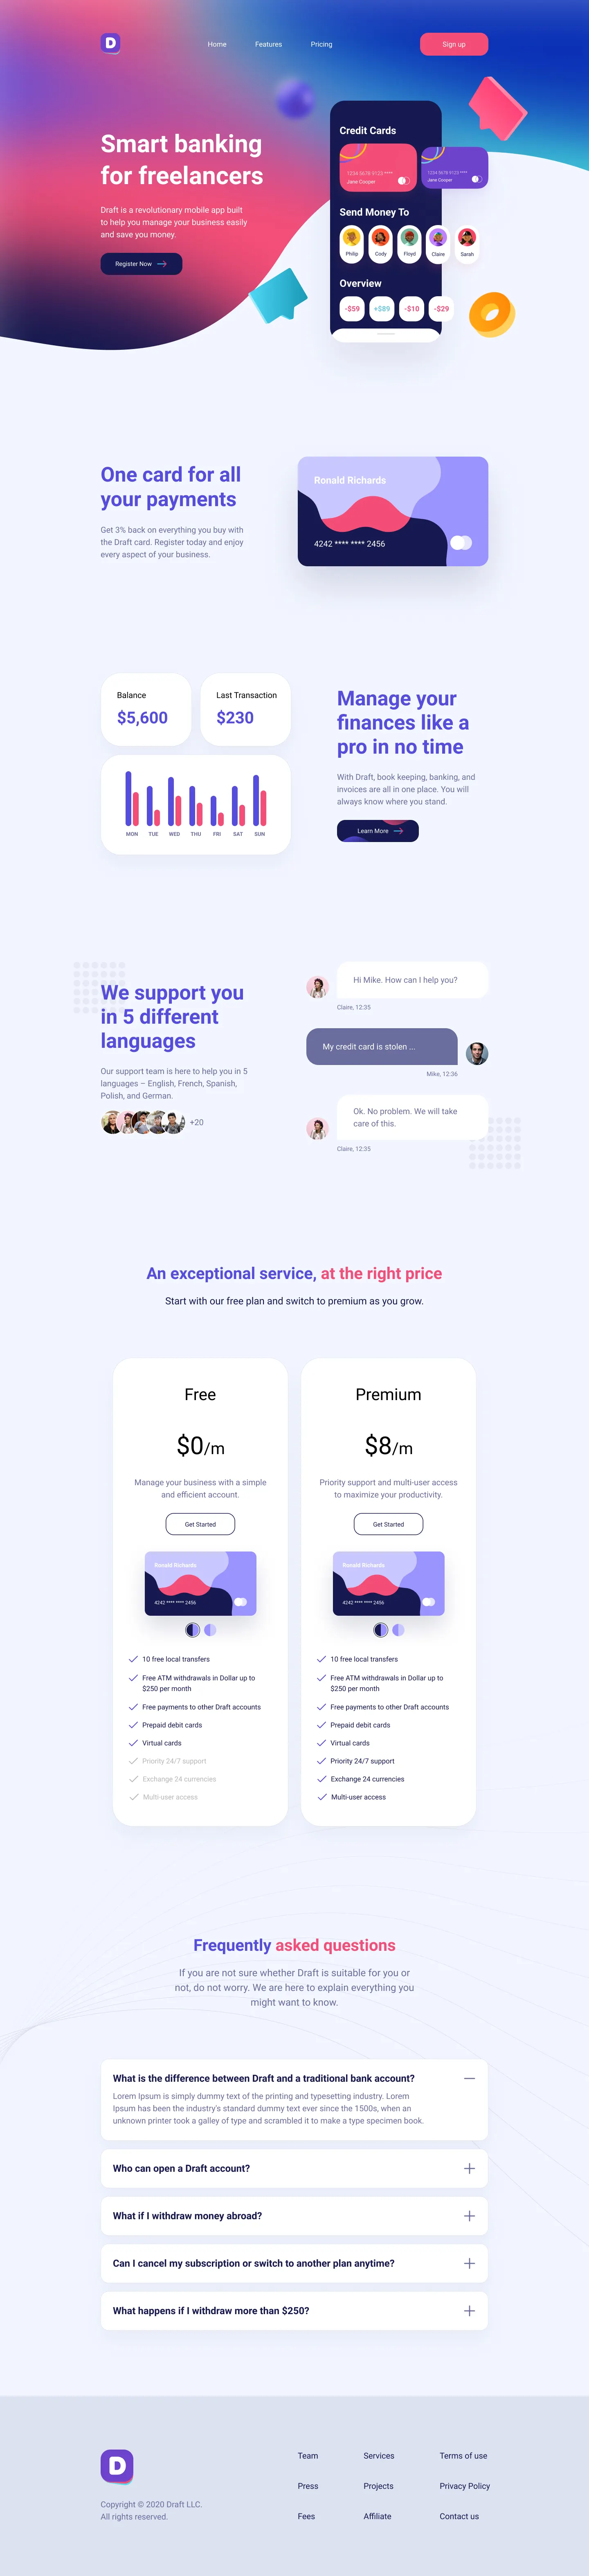 D
Home
Features
Pricing
Sign up
Smart banking
for freelancers
Draft is a revolutionary mobile app built
to help you manage your business easily
and save you money.
Register Now
Credit Cards
1234 5678 9123 ****
Jane Cooper
1234 5678 9123 ****
Jane Cooper
Send Money To
Philip
Cody
Floyd
Claire
Sarah
Overview
-$59
+$89
-$10
-$29
One card for all
your payments
Get 3% back on everything you buy with
the Draft card. Register today and enjoy
every aspect of your business.
Ronald Richards
4242 **** **** 2456
Balance
$5,600
Last Transaction
$230
MON
TUE
WED
THU
FRI
SAT
SUN
Manage your
finances like a
pro in no time
With Draft, book keeping, banking, and
invoices are all in one place. You will
always know where you stand.
Learn More
We support you
in 5 different
languages
Our support team is here to help you in 5
languages – English, French, Spanish,
Polish, and German.
+20
Hi Mike. How can I help you?
Claire, 12:35
My credit card is stolen ...
Mike, 12:36
Ok. No problem. We will take
care of this.
Claire, 12:35
An exceptional service, at the right price
Start with our free plan and switch to premium as you grow.
Free
$0/m
Manage your business with a simple
and efficient account.
Get Started
Ronald Richards
4242 **** **** 2456
10 free local transfers
Free ATM withdrawals in Dollar up to
$250 per month
Free payments to other Draft accounts
Prepaid debit cards
Virtual cards
Priority 24/7 support
Exchange 24 currencies
Multi-user access
Premium
$8/m
Priority support and multi-user access
to maximize your productivity.
Get Started
Ronald Richards
4242 **** **** 2456
10 free local transfers
Free ATM withdrawals in Dollar up to
$250 per month
Free payments to other Draft accounts
Prepaid debit cards
Virtual cards
Priority 24/7 support
Exchange 24 currencies
Multi-user access
Frequently asked questions
If you are not sure whether Draft is suitable for you or
not, do not worry. We are here to explain everything you
might want to know.
What is the difference between Draft and a traditional bank account?
Lorem Ipsum is simply dummy text of the printing and typesetting industry. Lorem
Ipsum has been the industry's standard dummy text ever since the 1500s, when an
unknown printer took a galley of type and scrambled it to make a type specimen book.
Who can open a Draft account?
What if I withdraw money abroad?
Can I cancel my subscription or switch to another plan anytime?
What happens if I withdraw more than $250?
D
Copyright © 2020 Draft LLC.
All rights reserved.
Team
Services
Terms of use
Press
Projects
Privacy Policy
Fees
Affiliate
Contact us